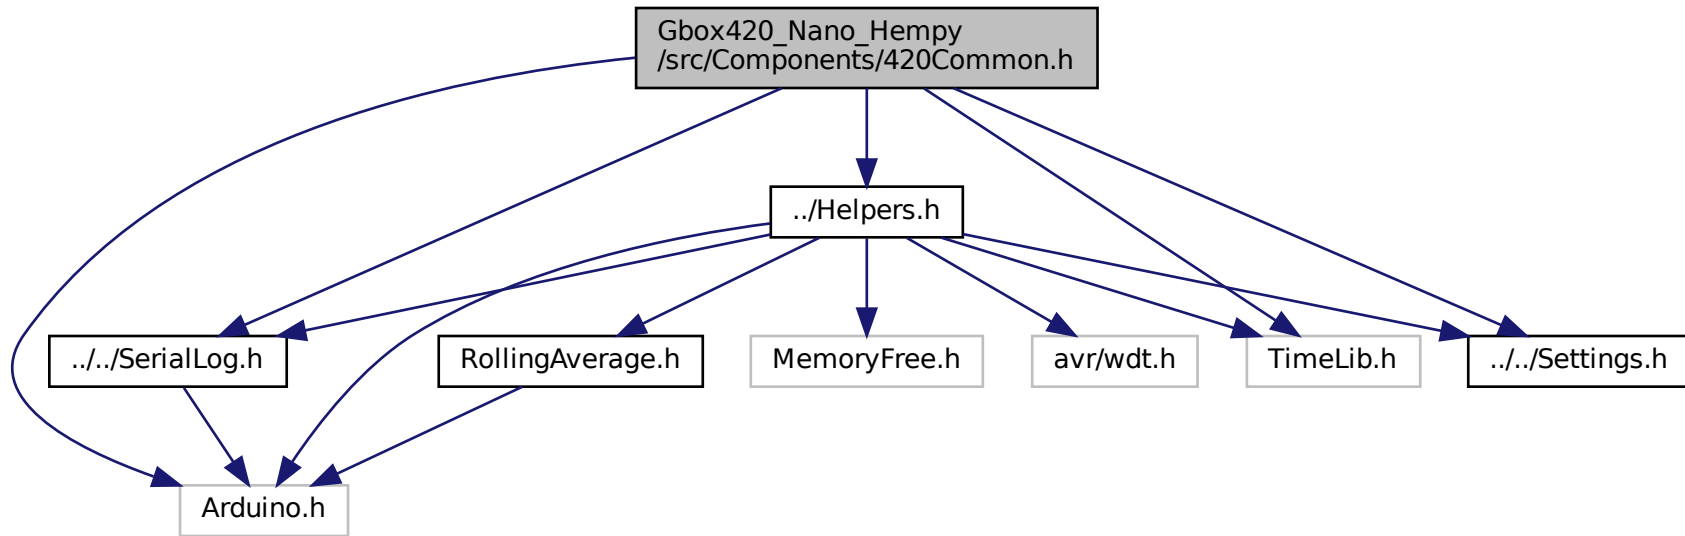 Gbox420_Nano_Hempy
/src/Components/420Common.h
../Helpers.h
../../SerialLog.h
RollingAverage.h
MemoryFree.h
avr/wdt.h
TimeLib.h
../../Settings.h
Arduino.h